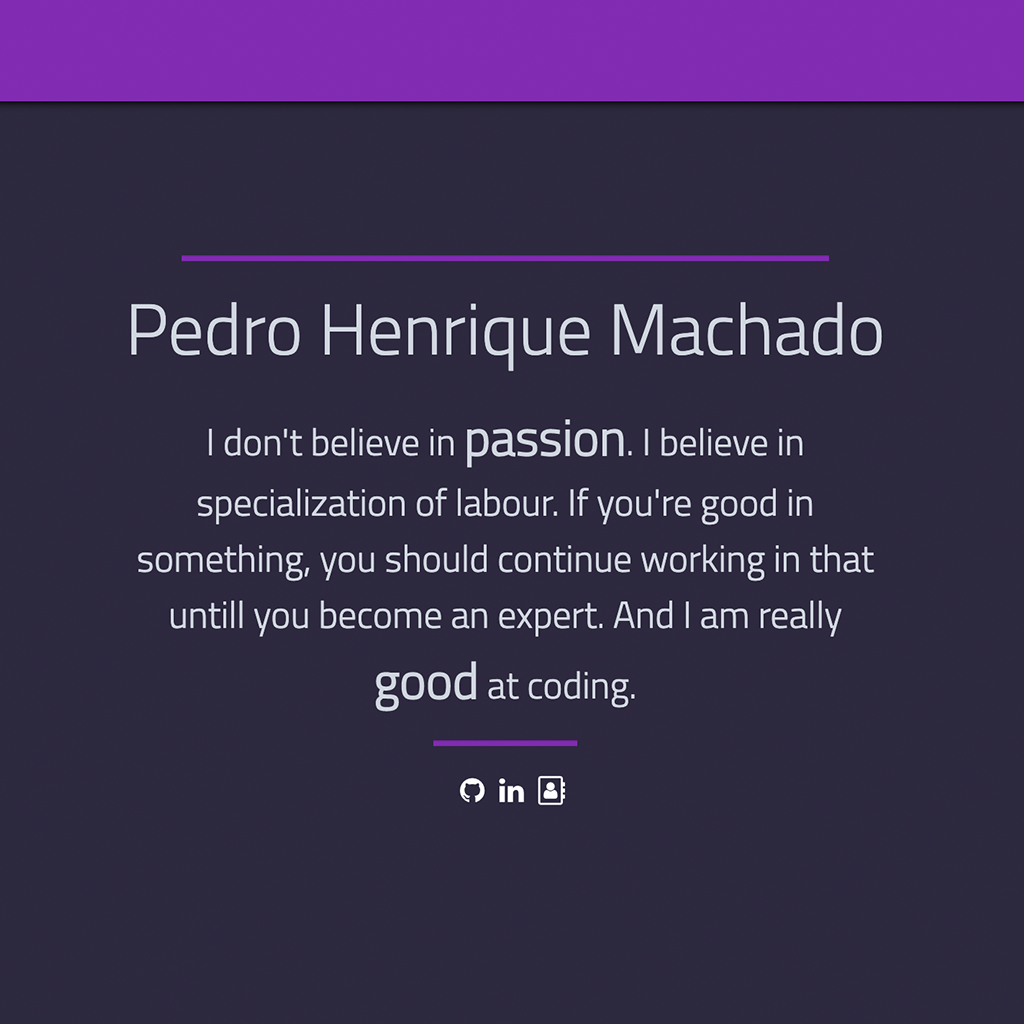 Pedro Henrique Machado
I don't believe in passion. I believe in
specialization of labour. If you're good in
something, you should continue working in that
untill you become an expert. And I am really
good at coding.
in